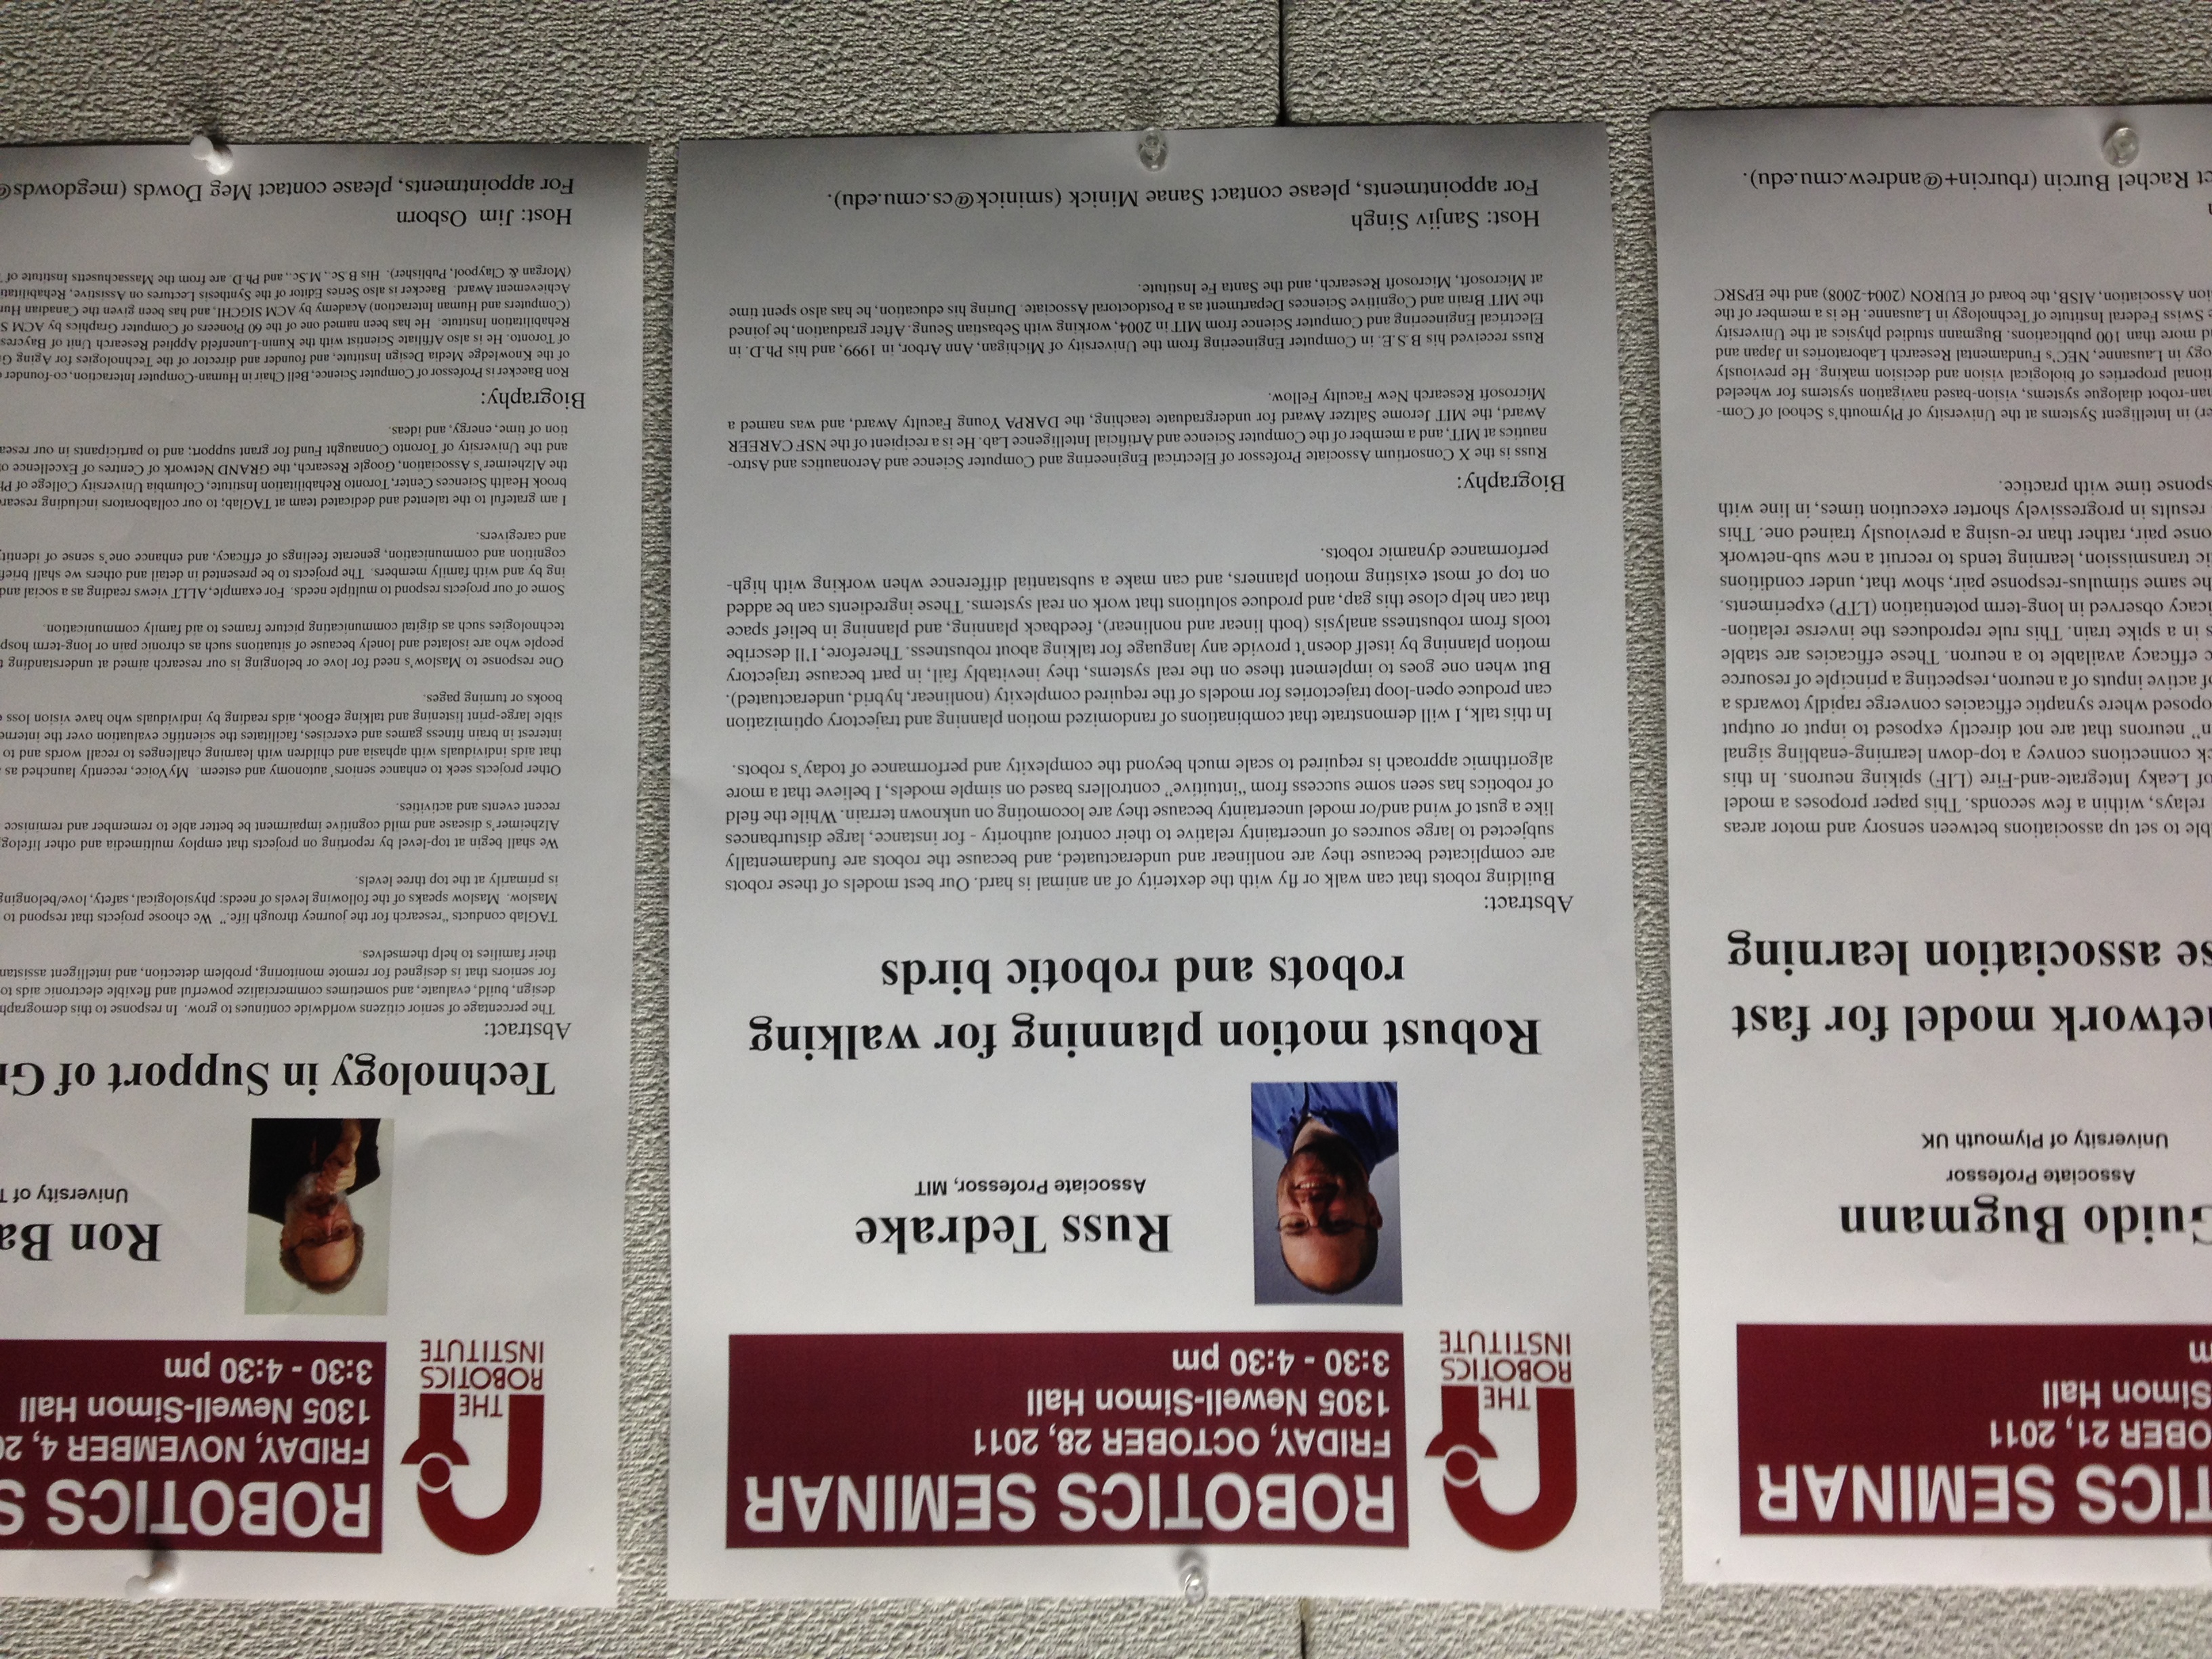 TICS SEMINAR
OBER 21, 2011
Simon Hall
m
Guido Bugmann
Associate Professor
University of Plymouth UK
network model for fast
se association learning
ble to set up associations between sensory and motor areas
relays, within a few seconds. This paper proposes a model
of Leaky Integrate-and-Fire (LIF) spiking neurons. In this
ck connections convey a top-down learning-enabling signal
n” neurons that are not directly exposed to input or output
oposed where synaptic efficacies converge rapidly towards a
of active inputs of a neuron, respecting a principle of resource
c efficacy available to a neuron. These efficacies are stable
s in a spike train. This rule reproduces the inverse relation-
icacy observed in long-term potentiation (LTP) experiments.
he same stimulus-response pair, show that, under conditions
ic transmission, learning tends to recruit a new sub-network
onse pair, rather than re-using a previously trained one. This
results in progressively shorter execution times, in line with
sponse time with practice.
er) in Intelligent Systems at the University of Plymouth’s School of Com-
an-robot dialogue systems, vision-based navigation systems for wheeled
tional properties of biological vision and decision making. He previously
ogy in Lausanne, NEC’s Fundamental Research Laboratories in Japan and
d more than 100 publications. Bugmann studied physics at the University
e Swiss Federal Institute of Technology in Lausanne. He is a member of the
ion Association, AISB, the board of EURON (2004-2008) and the EPSRC
ct Rachel Burcin (rburcin+@andrew.cmu.edu).
THE
ROBOTICS
INSTITUTE
ROBOTICS SEMINAR
FRIDAY, OCTOBER 28, 2011
1305 Newell-Simon Hall
3:30 - 4:30 pm
Russ Tedrake
Associate Professor, MIT
Robust motion planning for walking
robots and robotic birds
Abstract:
Building robots that can walk or fly with the dexterity of an animal is hard. Our best models of these robots
are complicated because they are nonlinear and underactuated, and because the robots are fundamentally
subjected to large sources of uncertainty relative to their control authority - for instance, large disturbances
like a gust of wind and/or model uncertainty because they are locomoting on unknown terrain. While the field
of robotics has seen some success from “intuitive” controllers based on simple models, I believe that a more
algorithmic approach is required to scale much beyond the complexity and performance of today’s robots.
In this talk, I will demonstrate that combinations of randomized motion planning and trajectory optimization
can produce open-loop trajectories for models of the required complexity (nonlinear, hybrid, underactuated).
But when one goes to implement these on the real systems, they inevitably fail, in part because trajectory
motion planning by itself doesn’t provide any language for talking about robustness. Therefore, I’ll describe
tools from robustness analysis (both linear and nonlinear), feedback planning, and planning in belief space
that can help close this gap, and produce solutions that work on real systems. These ingredients can be added
on top of most existing motion planners, and can make a substantial difference when working with high-
performance dynamic robots.
Biography:
Russ is the X Consortium Associate Professor of Electrical Engineering and Computer Science and Aeronautics and Astro-
nautics at MIT, and a member of the Computer Science and Artificial Intelligence Lab. He is a recipient of the NSF CAREER
Award, the MIT Jerome Saltzer Award for undergraduate teaching, the DARPA Young Faculty Award, and was named a
Microsoft Research New Faculty Fellow.
Russ received his B.S.E. in Computer Engineering from the University of Michigan, Ann Arbor, in 1999, and his Ph.D. in
Electrical Engineering and Computer Science from MIT in 2004, working with Sebastian Seung. After graduation, he joined
the MIT Brain and Cognitive Sciences Department as a Postdoctoral Associate. During his education, he has also spent time
at Microsoft, Microsoft Research, and the Santa Fe Institute.
Host: Sanjiv Singh
For appointments, please contact Sanae Minick (sminick@cs.cmu.edu).
THE
ROBOTICS
INSTITUTE
ROBOTICS S
FRIDAY, NOVEMBER 4, 20
1305 Newell-Simon Hall
3:30 - 4:30 pm
Ron Ba
University of T
Technology in Support of Gr
Abstract:
The percentage of senior citizens worldwide continues to grow. In response to this demograph
design, build, evaluate, and sometimes commercialize powerful and flexible electronic aids to
for seniors that is designed for remote monitoring, problem detection, and intelligent assistan
their families to help themselves.
TAGlab conducts “research for the journey through life.” We choose projects that respond to
Maslow. Maslow speaks of the following levels of needs: physiological, safety, love/belonging
is primarily at the top three levels.
We shall begin at top-level by reporting on projects that employ multimedia and other lifelog
Alzheimer’s disease and mild cognitive impairment be better able to remember and reminisce
recent events and activities.
Other projects seek to enhance seniors’ autonomy and esteem. MyVoice, recently launched as
that aids individuals with aphasia and children with learning challenges to recall words and to
interest in brain fitness games and exercises, facilitates the scientific evaluation over the interne
sible large-print listening and talking eBook, aids reading by individuals who have vision loss
books or turning pages.
One response to Maslow’s need for love or belonging is our research aimed at understanding
people who are isolated and lonely because of situations such as chronic pain or long-term hosp
technologies such as digital communicating picture frames to aid family communication.
Some of our projects respond to multiple needs. For example, ALLT views reading as a social and
ing by and with family members. The projects to be presented in detail and others we shall brief
cognition and communication, generate feelings of efficacy, and enhance one’s sense of identit
and caregivers.
I am grateful to the talented and dedicated team at TAGlab; to our collaborators including resear
brook Health Sciences Center, Toronto Rehabilitation Institute, Columbia University College of Ph
the Alzheimer’s Association, Google Research, the GRAND Network of Centres of Excellence o
and the University of Toronto Connaught Fund for grant support; and to participants in our resea
tion of time, energy, and ideas.
Biography:
Ron Baecker is Professor of Computer Science, Bell Chair in Human-Computer Interaction, co-founder
of the Knowledge Media Design Institute, and founder and director of the Technologies for Aging G
of Toronto. He is also Affiliate Scientist with the Kunin-Lunenfeld Applied Research Unit of Baycres
Rehabilitation Institute. He has been named one of the 60 Pioneers of Computer Graphics by ACM S
(Computers and Human Interaction) Academy by ACM SIGCHI, and has been given the Canadian Hu
Achievement Award. Baecker is also Series Editor of the Synthesis Lectures on Assistive, Rehabilitati
(Morgan & Claypool, Publisher). His B.Sc., M.Sc., and Ph.D. are from the Massachusetts Institute of
Host: Jim Osborn
For appointments, please contact Meg Dowds (megdowds@